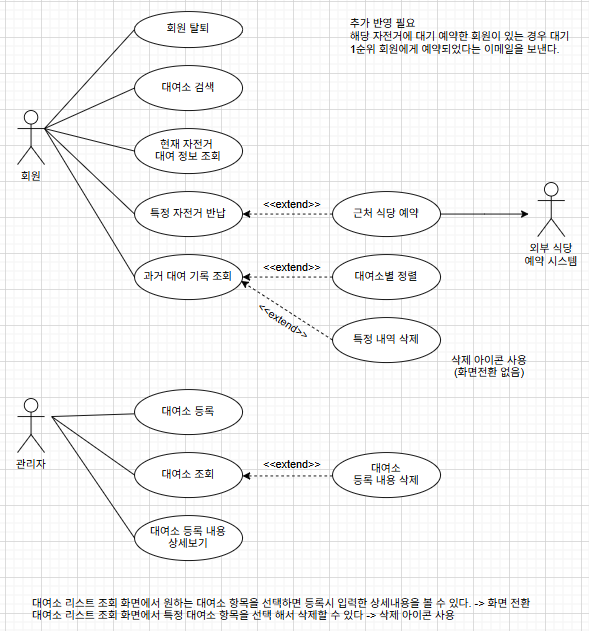 회원 탈퇴
추가 반영 필요
해당 자전거에 대기 예약한 회원이 있는 경우 대기
1순위 회원에게 예약되었다는 이메일을 보낸다.
대여소 검색
현재 자전거
대여 정보 조회
회원
특정 자전거 반납
<<extend>>
근처 식당 예약
외부 식당
예약 시스템
과거 대여 기록 조회
<<extend>>
대여소별 정렬
<<extend>>
특정 내역 삭제
삭제 아이콘 사용
(화면전환 없음)
대여소 등록
관리자
대여소 조회
<<extend>>
대여소
등록 내용 삭제
대여소 등록 내용
상세보기
대여소 리스트 조회 화면에서 원하는 대여소 항목을 선택하면 등록시 입력한 상세내용을 볼 수 있다. -> 화면 전환
대여소 리스트 조회 화면에서 특정 대여소 항목을 선택 해서 삭제할 수 있다 -> 삭제 아이콘 사용